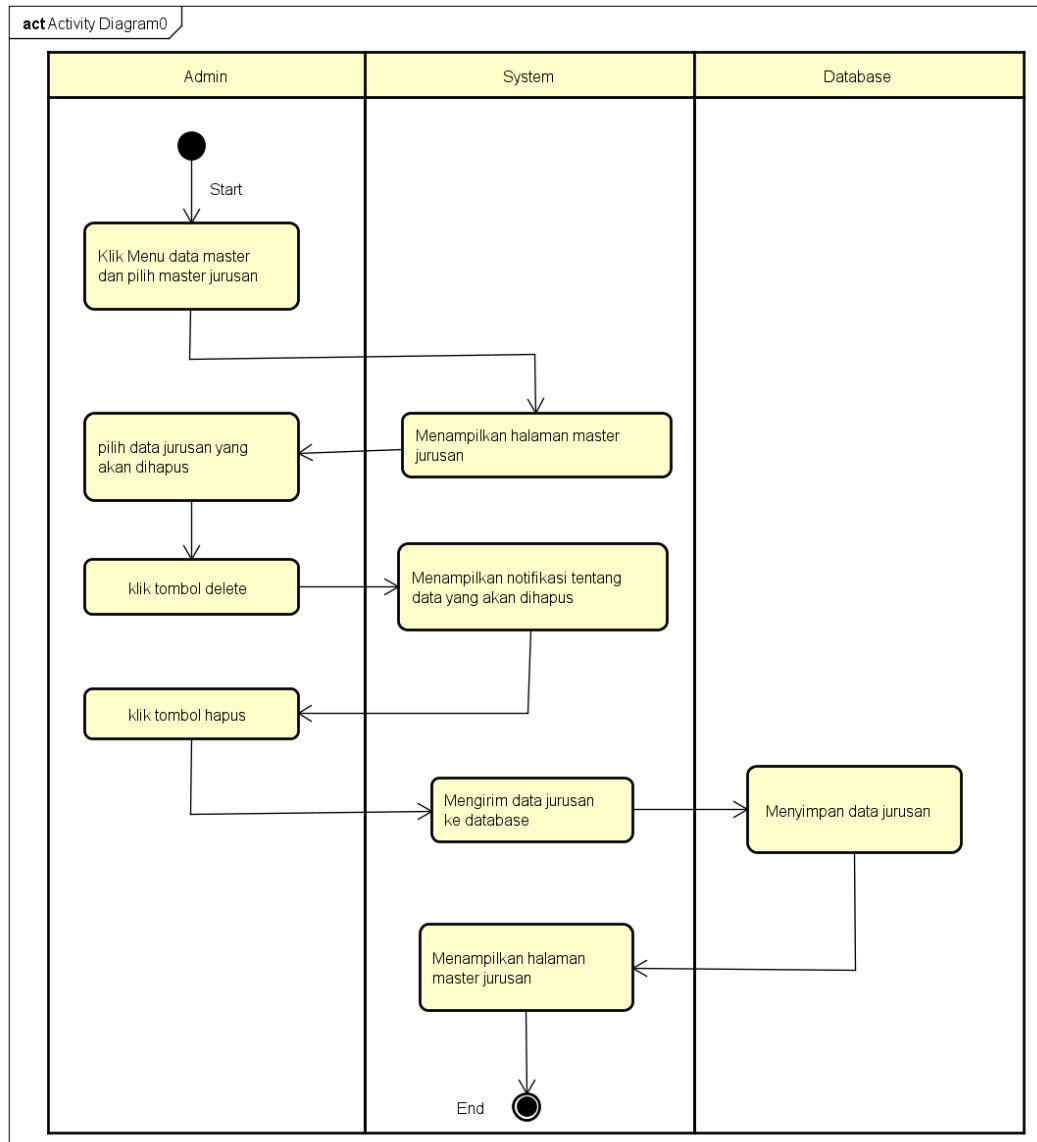 act Activity Diagram0
Admin
System
Database
Start
Klik Menu data master
dan pilih master jurusan
Menampilkan halaman master
jurusan
pilih data jurusan yang
akan dihapus
klik tombol delete
Menampilkan notifikasi tentang
data yang akan dihapus
klik tombol hapus
Mengirim data jurusan
ke database
Menyimpan data jurusan
Menampilkan halaman
master jurusan
End